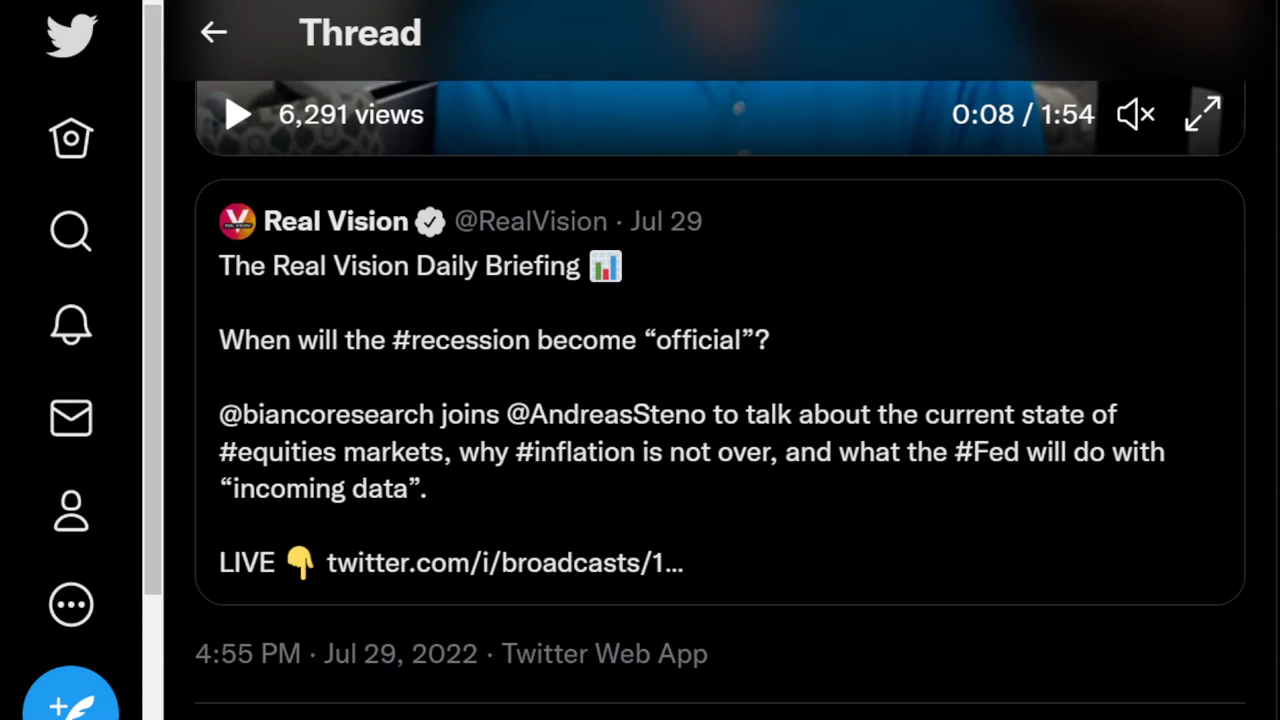 Thread
6,291 views
0:08 / 1:54
Real Vision @RealVision · Jul 29
The Real Vision Daily Briefing 📊
When will the #recession become “official”?
@biancoresearch joins @AndreasSteno to talk about the current state of
#equities markets, why #inflation is not over, and what the #Fed will do with
“incoming data”.
LIVE 👇 twitter.com/i/broadcasts/1...
4:55 PM · Jul 29, 2022 · Twitter Web App